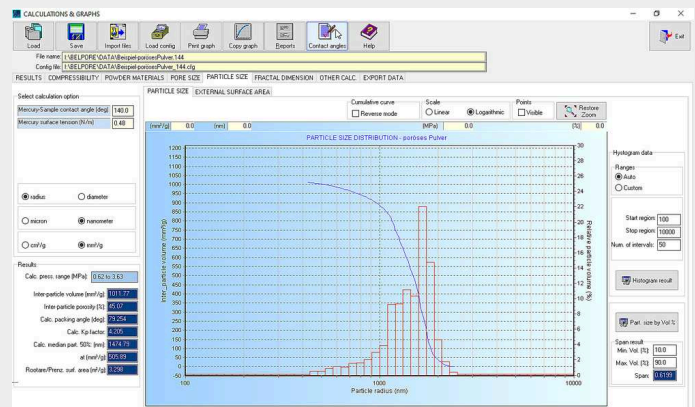 CALCULATIONS & GRAPHS
Load Save Import files Load config Print graph Copy graph Reports Contact angles Help Exit
File name: I:\BELPORE\DATA\Beispiel-porösesPulver.144
Config file: I:\BELPORE\DATA\BeispielporösesPulver_144.cfg
RESULTS COMPRESSIBILITY POWDER MATERIALS PORE SIZE PARTICLE SIZE FRACTAL DIMENSION OTHER CALC EXPORT DATA
PARTICLE SIZE EXTERNAL SURFACE AREA
Select calculation option
Mercury-Sample contact angle (deg) 140.0
Mercury surface tension (N/m) 0.48
radius diameter
micron nanometer
cm³/g mm³/g
Results
Calc. press. range (MPa) 0.62 to 3.63
Inter-particle volume (mm³/g) 1011.77
Inter-particle porosity (%) 45.07
Calc. packing angle (deg) 79.254
Calc. Kp factor 4.205
Calc. median part. 50%: (nm) 1474.79
at (mm³/g) 505.89
Rootare/Prenz. surf. area (m²/g) 3.298
Cumulative curve
Reverse mode
Scale
Linear Logarithmic
Points
Visible
Restore Zoom
(mm³/g) 0.0 (nm) 0.0 (MPa) 0.0 (%) 0.0
PARTICLE SIZE DISTRIBUTION - poröses Pulver
Inter_particle volume (mm³/g)
1200
1150
1100
1050
1000
950
900
850
800
750
700
650
600
550
500
450
400
350
300
250
200
150
100
50
0
-50
30
28
26
24
22
20
18
16
14
12
10
8
6
4
2
0
Relative particle volume (%)
100 1000 10000
Particle radius (nm)
Hystogram data
Ranges
Auto
Custom
Start region: 100
Stop region: 10000
Num. of intervals: 50
Histogram result
Part. size by Vol %
Span result
Min. Vol. (%) 10.0
Max. Vol. (%) 90.0
Span: 0.6199